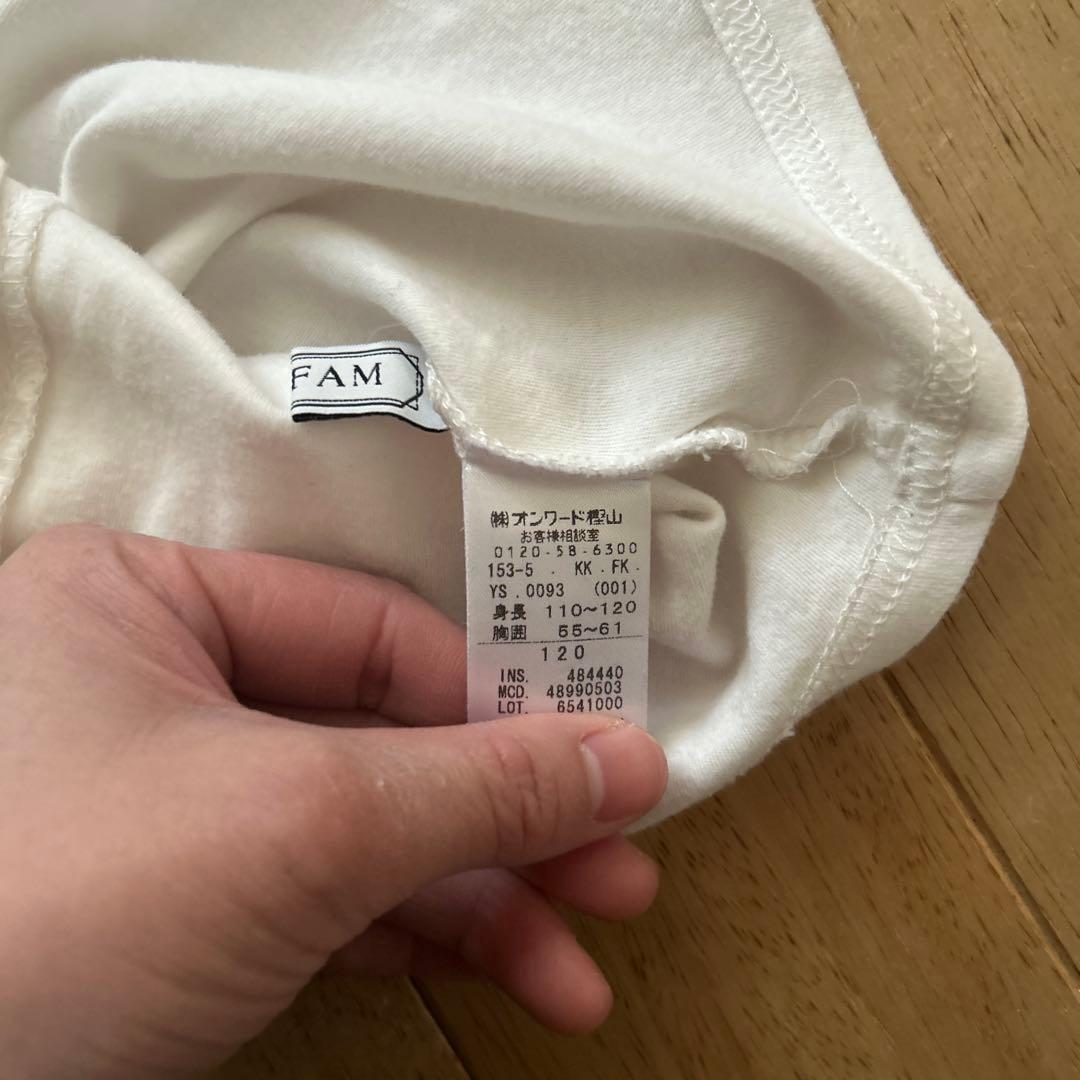 FAM
㈱オンワード樫山
お客様相談室
0120-58-6300
153-5 . KK . FK .
YS . 0093 (001)
身長 110～120
胸囲 55～61
120
INS. 484440
MCD. 48990503
LOT. 6541000